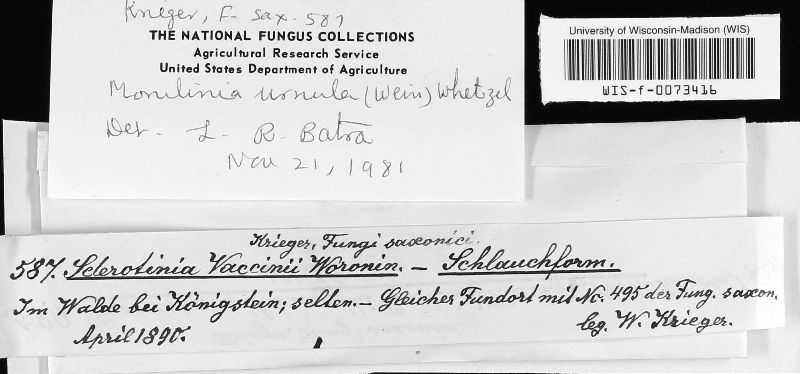 Krieger, F. sax. 587
THE NATIONAL FUNGUS COLLECTIONS
Agricultural Research Service
United States Department of Agriculture
Monilinia urnula (Wein) Whetzel
Det. L. R. Batra
Nov 21, 1981
University of Wisconsin-Madison (WIS)
WIS-f-0073416
Krieger, Fungi saxonici.
587. Sclerotinia Vaccinii Woronin. — Schlauchform.
Im Walde bei Königstein; selten. — Gleicher Fundort mit No. 495 der Fung. saxon.
April 1890. leg. W. Krieger.